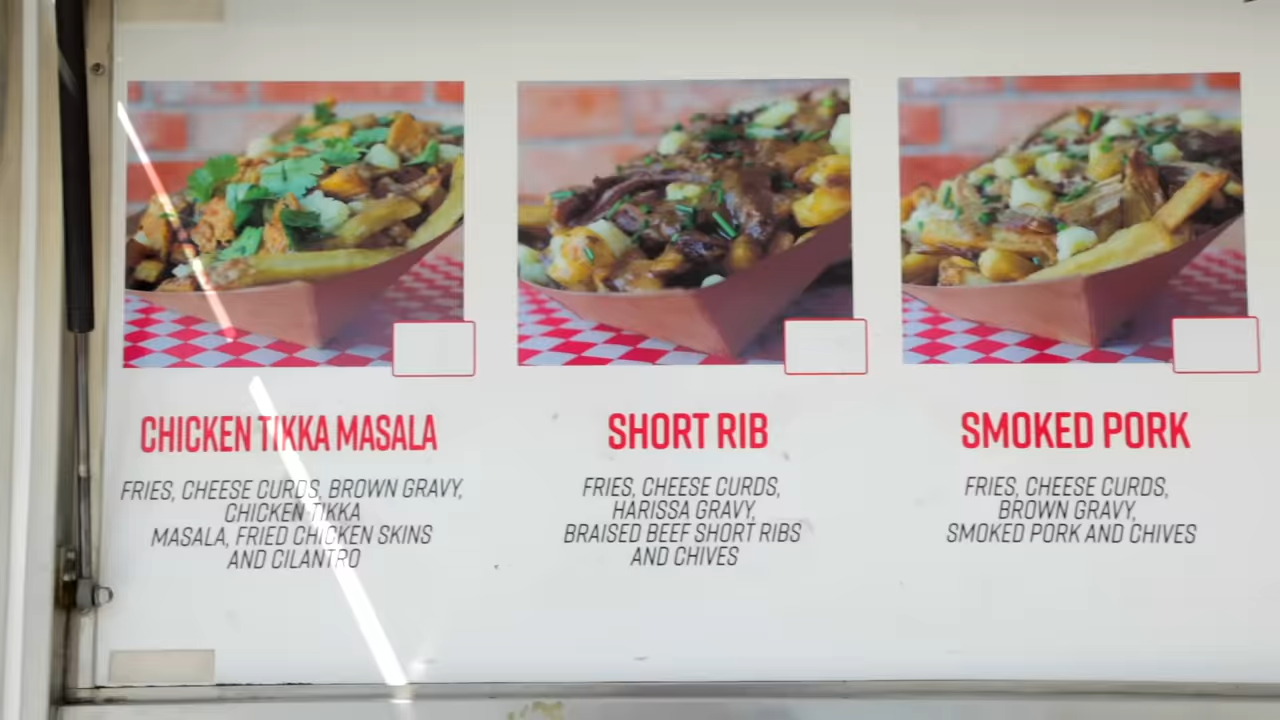 CHICKEN TIKKA MASALA
FRIES, CHEESE CURDS, BROWN GRAVY,
CHICKEN TIKKA
MASALA, FRIED CHICKEN SKINS
AND CILANTRO
SHORT RIB
FRIES, CHEESE CURDS,
HARISSA GRAVY,
BRAISED BEEF SHORT RIBS
AND CHIVES
SMOKED PORK
FRIES, CHEESE CURDS,
BROWN GRAVY,
SMOKED PORK AND CHIVES